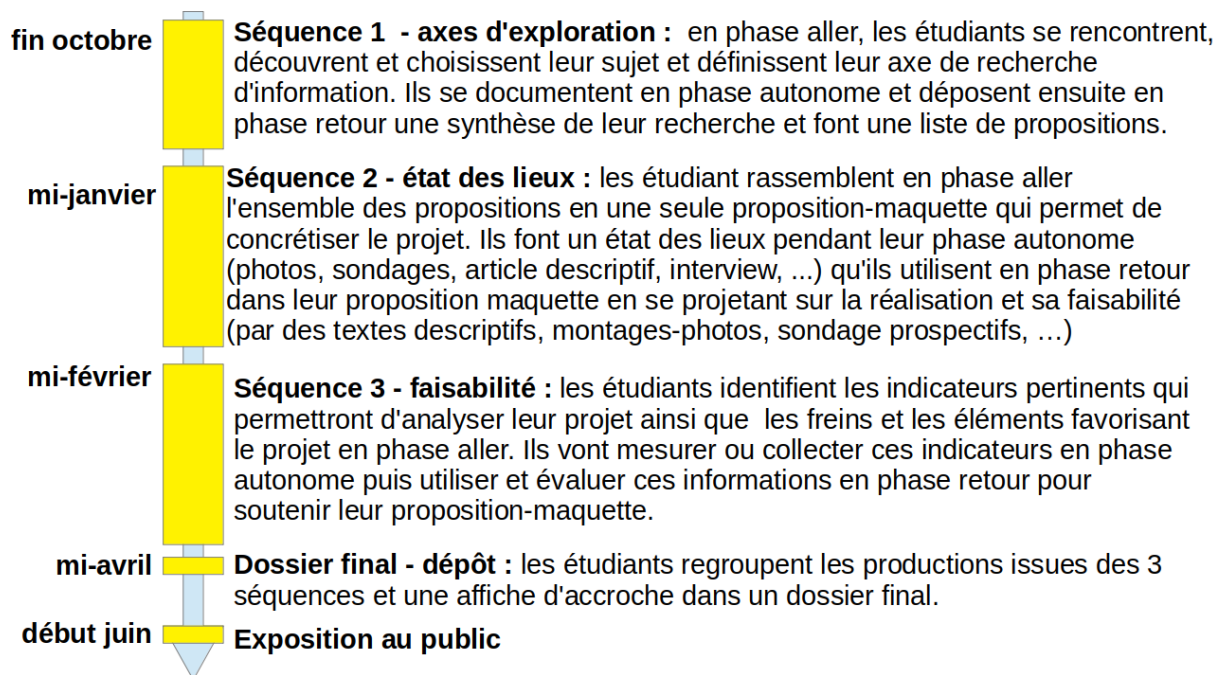 fin octobre
Séquence 1 - axes d'exploration : en phase aller, les étudiants se rencontrent,
découvrent et choisissent leur sujet et définissent leur axe de recherche
d'information. Ils se documentent en phase autonome et déposent ensuite en
phase retour une synthèse de leur recherche et font une liste de propositions.
mi-janvier
Séquence 2 - état des lieux : les étudiant rassemblent en phase aller
l'ensemble des propositions en une seule proposition-maquette qui permet de
concrétiser le projet. Ils font un état des lieux pendant leur phase autonome
(photos, sondages, article descriptif, interview, ...) qu'ils utilisent en phase retour
dans leur proposition maquette en se projetant sur la réalisation et sa faisabilité
(par des textes descriptifs, montages-photos, sondage prospectifs, …)
mi-février
Séquence 3 - faisabilité : les étudiants identifient les indicateurs pertinents qui
permettront d'analyser leur projet ainsi que les freins et les éléments favorisant
le projet en phase aller. Ils vont mesurer ou collecter ces indicateurs en phase
autonome puis utiliser et évaluer ces informations en phase retour pour
soutenir leur proposition-maquette.
mi-avril
Dossier final - dépôt : les étudiants regroupent les productions issues des 3
séquences et une affiche d'accroche dans un dossier final.
début juin
Exposition au public